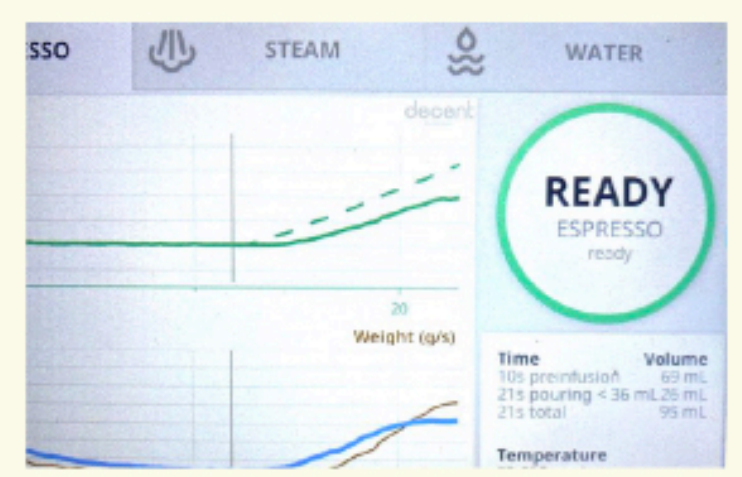 SSO
STEAM
WATER
decent
READY
ESPRESSO
ready
20
Weight (g/s)
Time Volume
10s preinfusion 69 mL
21s pouring < 36 mL 26 mL
21s total 95 mL
Temperature